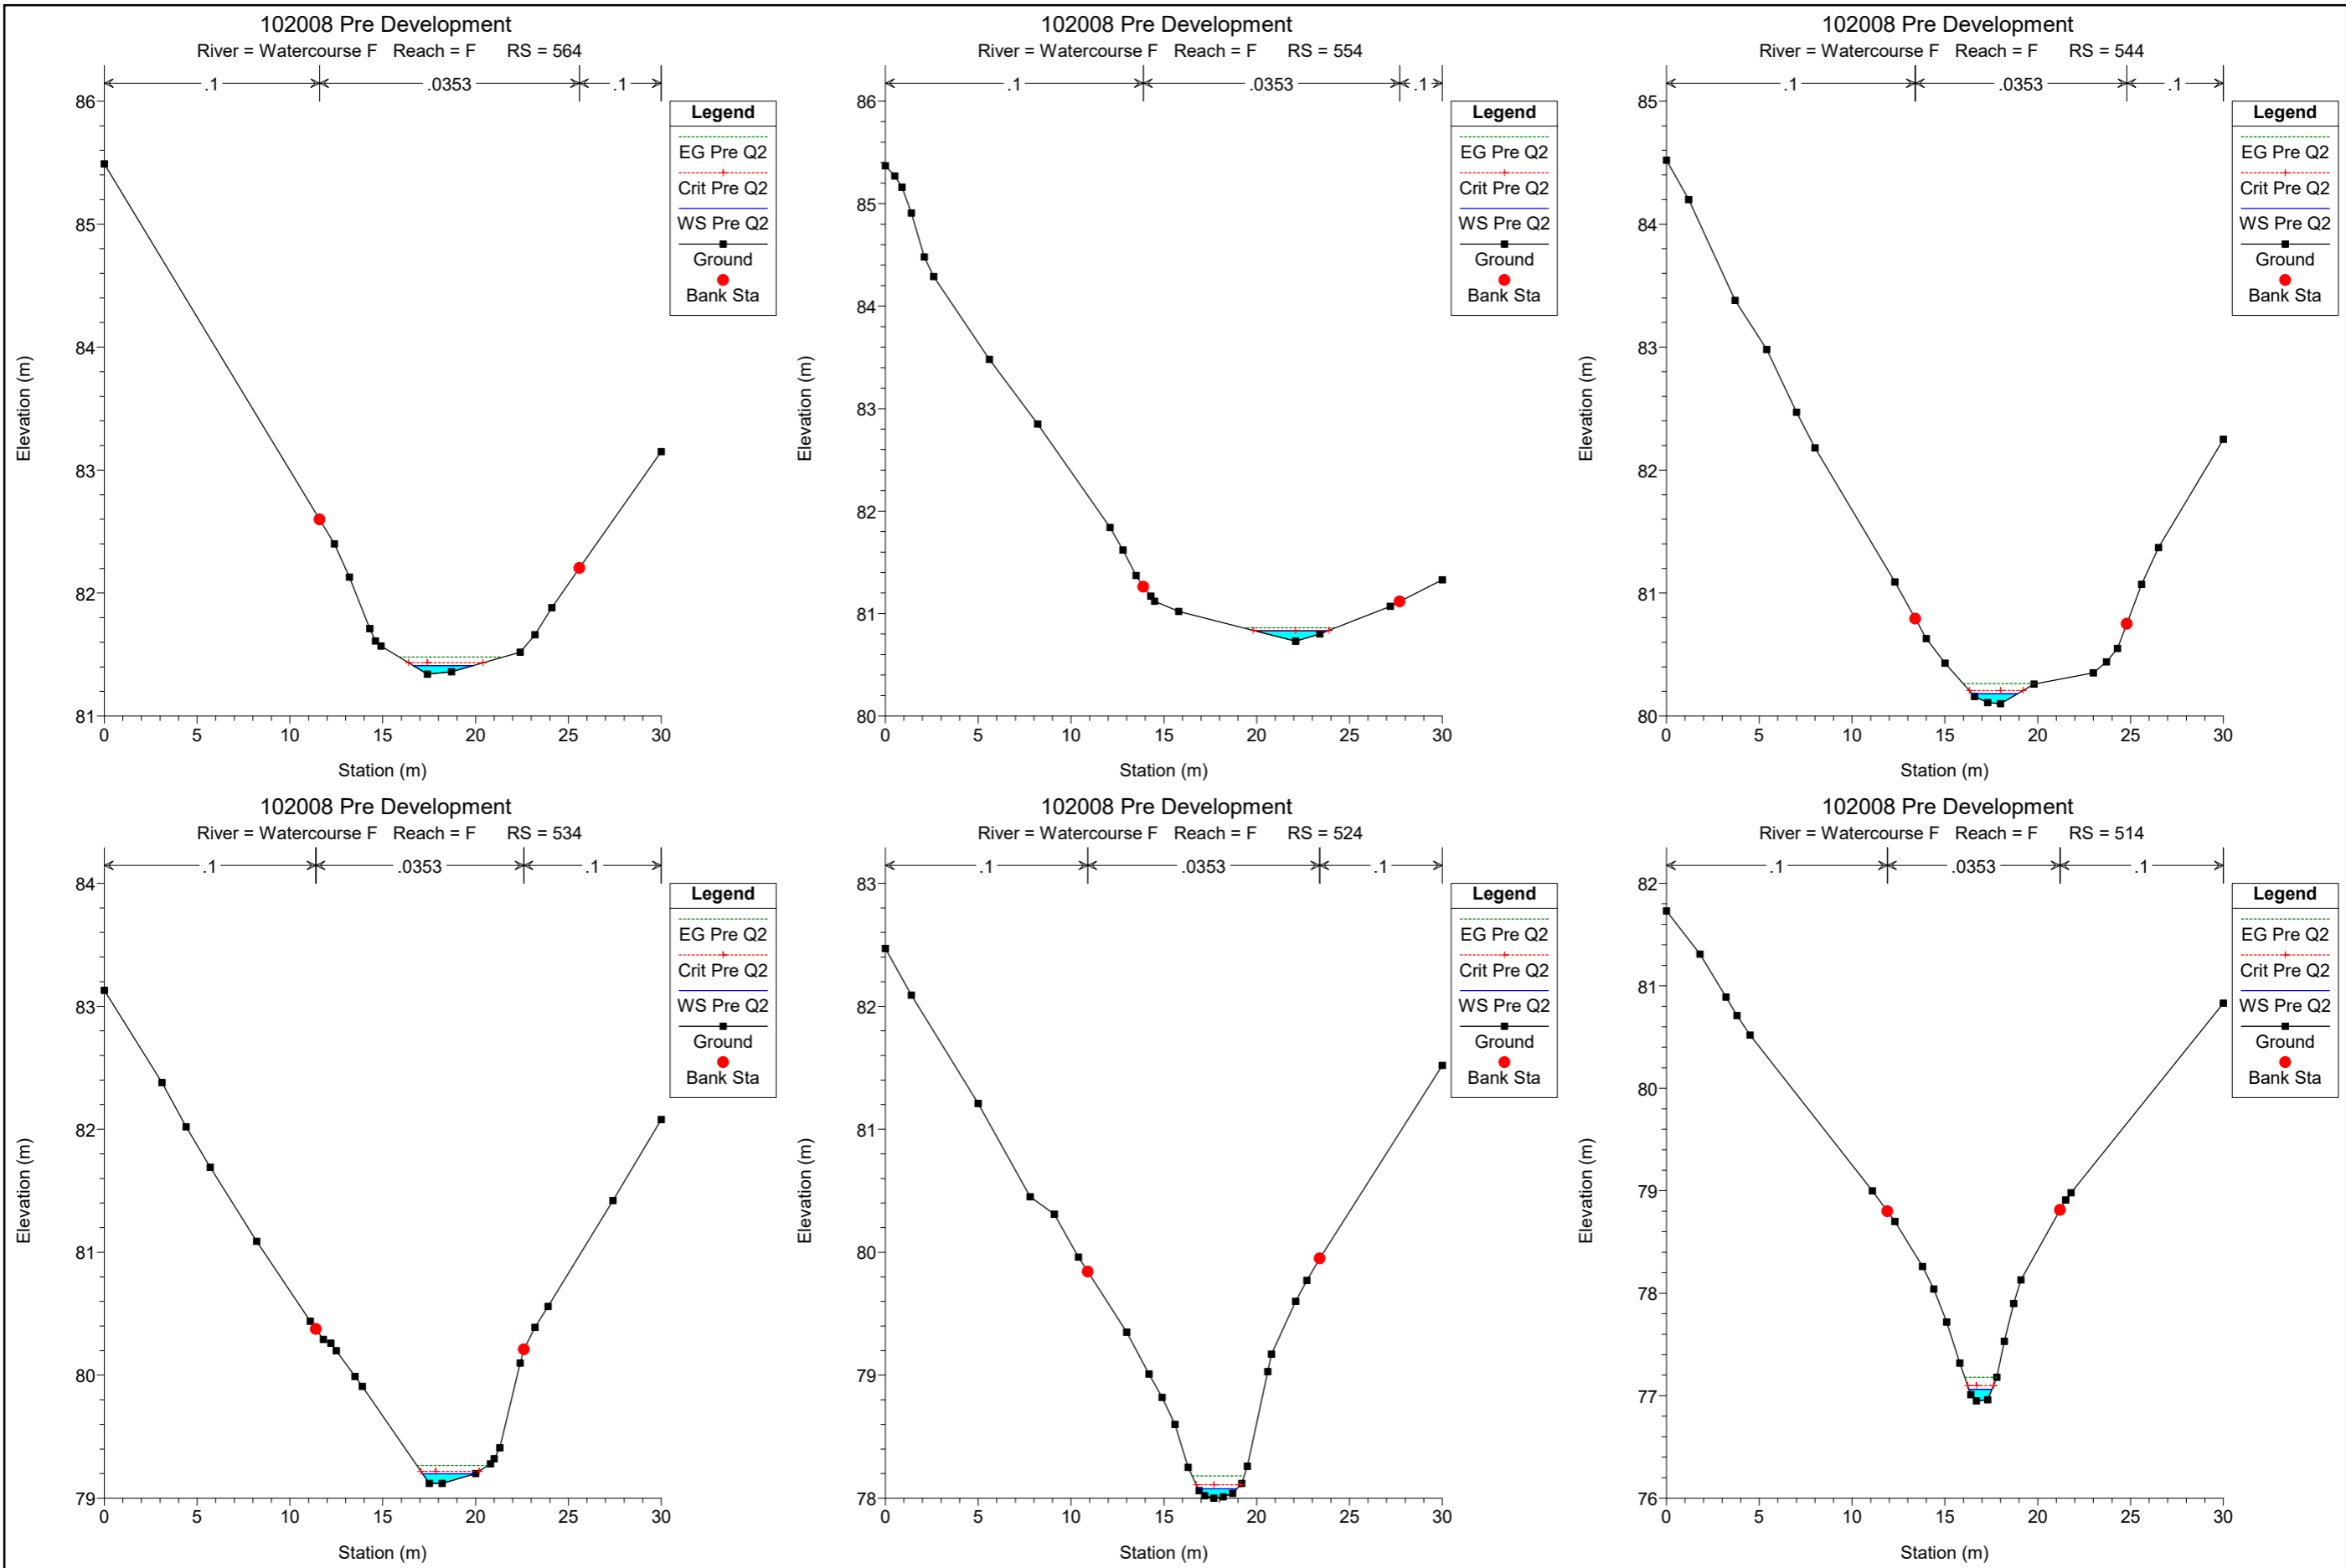 102008 Pre Development
River = Watercourse F Reach = F RS = 564
.1 .0353 .1
86
85
84
83
82
81
Elevation (m)
0 5 10 15 20 25 30
Station (m)
Legend
EG Pre Q2
Crit Pre Q2
WS Pre Q2
Ground
Bank Sta
102008 Pre Development
River = Watercourse F Reach = F RS = 554
.1 .0353 .1
86
85
84
83
82
81
80
Elevation (m)
0 5 10 15 20 25 30
Station (m)
Legend
EG Pre Q2
Crit Pre Q2
WS Pre Q2
Ground
Bank Sta
102008 Pre Development
River = Watercourse F Reach = F RS = 544
.1 .0353 .1
85
84
83
82
81
80
Elevation (m)
0 5 10 15 20 25 30
Station (m)
Legend
EG Pre Q2
Crit Pre Q2
WS Pre Q2
Ground
Bank Sta
102008 Pre Development
River = Watercourse F Reach = F RS = 534
.1 .0353 .1
84
83
82
81
80
79
Elevation (m)
0 5 10 15 20 25 30
Station (m)
Legend
EG Pre Q2
Crit Pre Q2
WS Pre Q2
Ground
Bank Sta
102008 Pre Development
River = Watercourse F Reach = F RS = 524
.1 .0353 .1
83
82
81
80
79
78
Elevation (m)
0 5 10 15 20 25 30
Station (m)
Legend
EG Pre Q2
Crit Pre Q2
WS Pre Q2
Ground
Bank Sta
102008 Pre Development
River = Watercourse F Reach = F RS = 514
.1 .0353 .1
82
81
80
79
78
77
76
Elevation (m)
0 5 10 15 20 25 30
Station (m)
Legend
EG Pre Q2
Crit Pre Q2
WS Pre Q2
Ground
Bank Sta